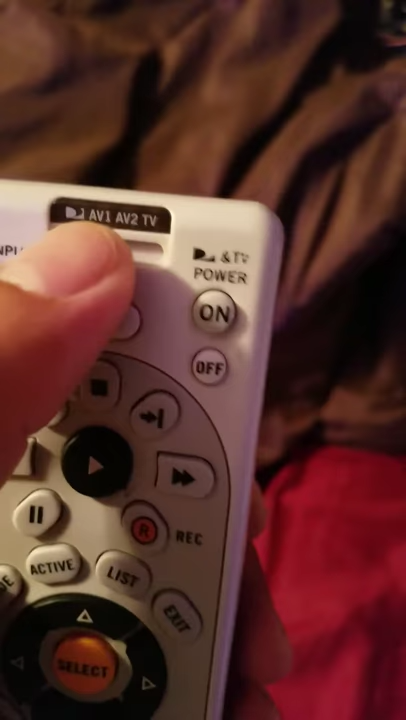 AV1 AV2 TV
& TV
POWER
ON
OFF
R REC
ACTIVE
LIST
EXIT
SELECT